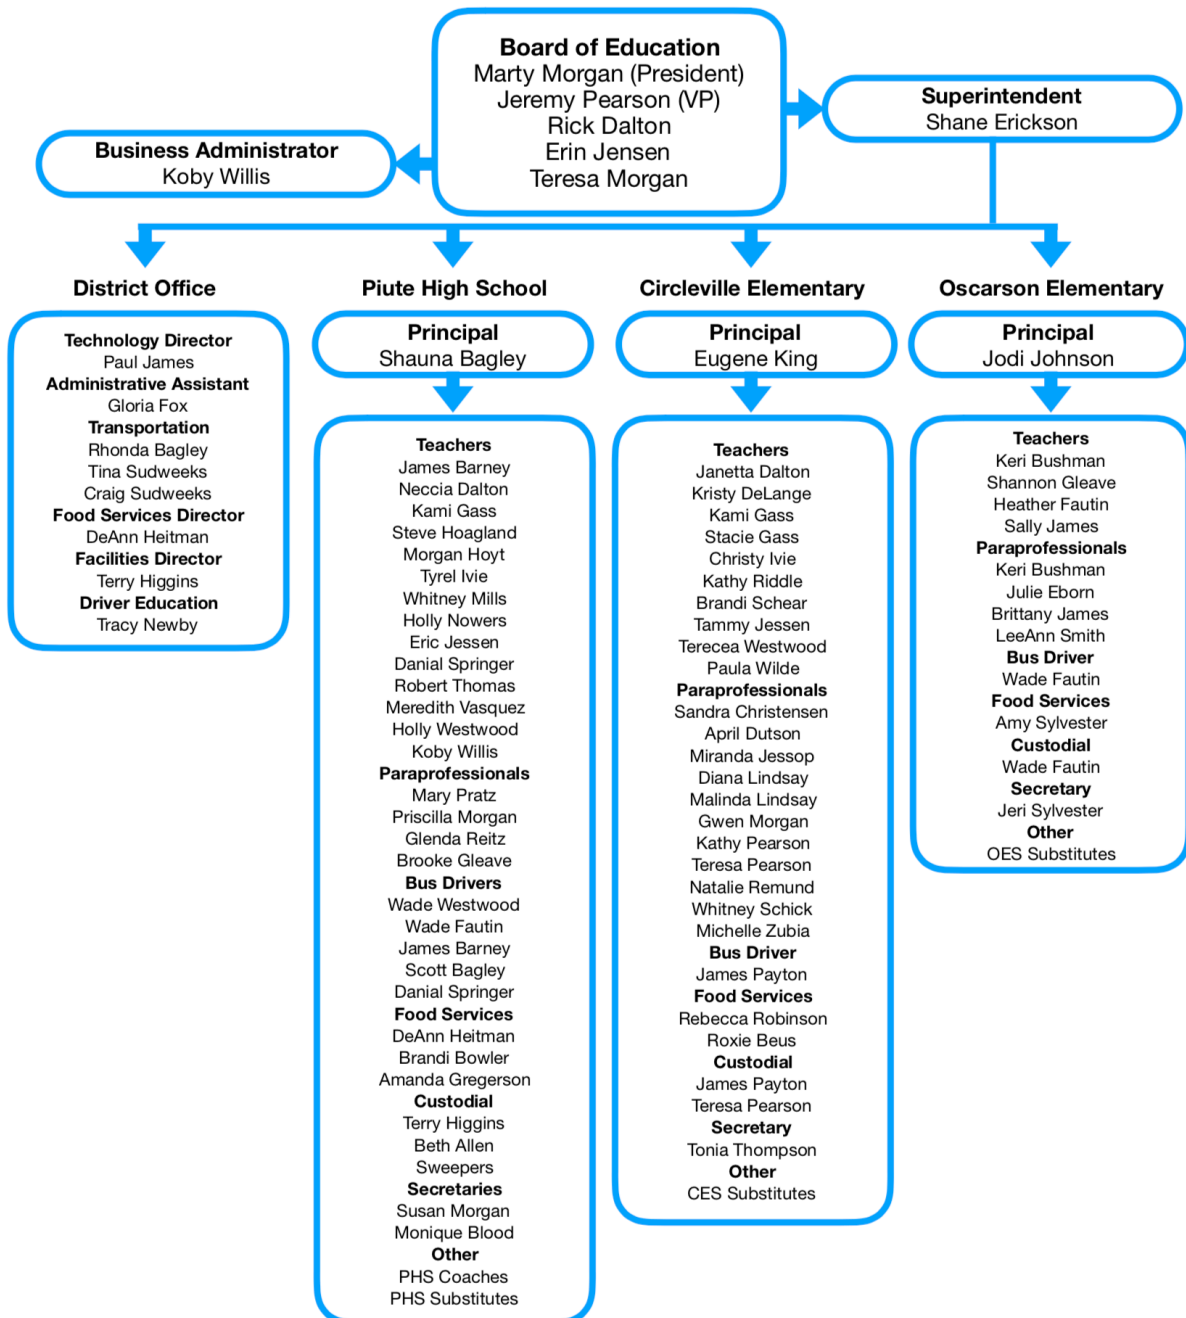 Board of Education
Marty Morgan (President)
Jeremy Pearson (VP)
Rick Dalton
Erin Jensen
Teresa Morgan
Superintendent
Shane Erickson
Business Administrator
Koby Willis
District Office
Technology Director
Paul James
Administrative Assistant
Gloria Fox
Transportation
Rhonda Bagley
Tina Sudweeks
Craig Sudweeks
Food Services Director
DeAnn Heitman
Facilities Director
Terry Higgins
Driver Education
Tracy Newby
Piute High School
Principal
Shauna Bagley
Teachers
James Barney
Neccia Dalton
Kami Gass
Steve Hoagland
Morgan Hoyt
Tyrel Ivie
Whitney Mills
Holly Nowers
Eric Jessen
Danial Springer
Robert Thomas
Meredith Vasquez
Holly Westwood
Koby Willis
Paraprofessionals
Mary Pratz
Priscilla Morgan
Glenda Reitz
Brooke Gleave
Bus Drivers
Wade Westwood
Wade Fautin
James Barney
Scott Bagley
Danial Springer
Food Services
DeAnn Heitman
Brandi Bowler
Amanda Gregerson
Custodial
Terry Higgins
Beth Allen
Sweepers
Secretaries
Susan Morgan
Monique Blood
Other
PHS Coaches
PHS Substitutes
Circleville Elementary
Principal
Eugene King
Teachers
Janetta Dalton
Kristy DeLange
Kami Gass
Stacie Gass
Christy Ivie
Kathy Riddle
Brandi Schear
Tammy Jessen
Terecea Westwood
Paula Wilde
Paraprofessionals
Sandra Christensen
April Dutson
Miranda Jessop
Diana Lindsay
Malinda Lindsay
Gwen Morgan
Kathy Pearson
Teresa Pearson
Natalie Remund
Whitney Schick
Michelle Zubia
Bus Driver
James Payton
Food Services
Rebecca Robinson
Roxie Beus
Custodial
James Payton
Teresa Pearson
Secretary
Tonia Thompson
Other
CES Substitutes
Oscarson Elementary
Principal
Jodi Johnson
Teachers
Keri Bushman
Shannon Gleave
Heather Fautin
Sally James
Paraprofessionals
Keri Bushman
Julie Eborn
Brittany James
LeeAnn Smith
Bus Driver
Wade Fautin
Food Services
Amy Sylvester
Custodial
Wade Fautin
Secretary
Jeri Sylvester
Other
OES Substitutes